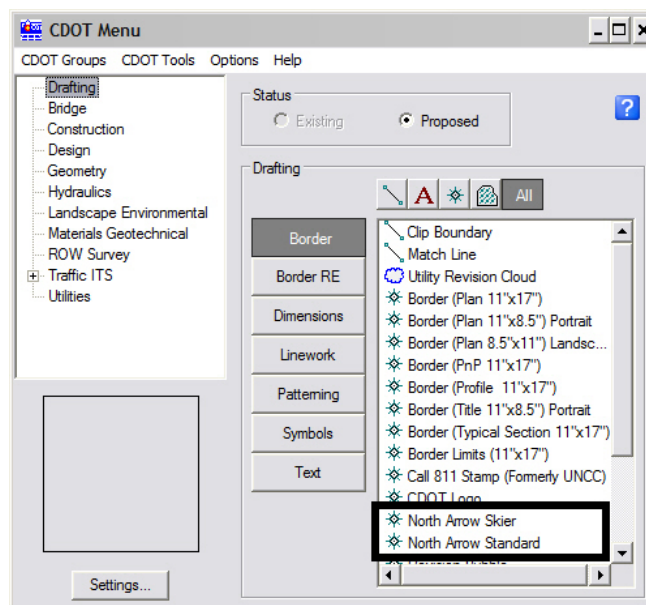 CDOT Menu
CDOT Groups CDOT Tools Options Help
Drafting
Bridge
Construction
Design
Geometry
Hydraulics
Landscape Environmental
Materials Geotechnical
ROW Survey
Traffic ITS
Utilities
Settings...
Status
Existing Proposed
?
Drafting
A All
Border
Border RE
Dimensions
Linework
Patterning
Symbols
Text
Clip Boundary
Match Line
Utility Revision Cloud
Border (Plan 11"x17")
Border (Plan 11"x8.5") Portrait
Border (Plan 8.5"x11") Landsc...
Border (PnP 11"x17")
Border (Profile 11"x17")
Border (Title 11"x8.5") Portrait
Border (Typical Section 11"x17")
Border Limits (11"x17")
Call 811 Stamp (Formerly UNCC)
CDOT Logo
North Arrow Skier
North Arrow Standard